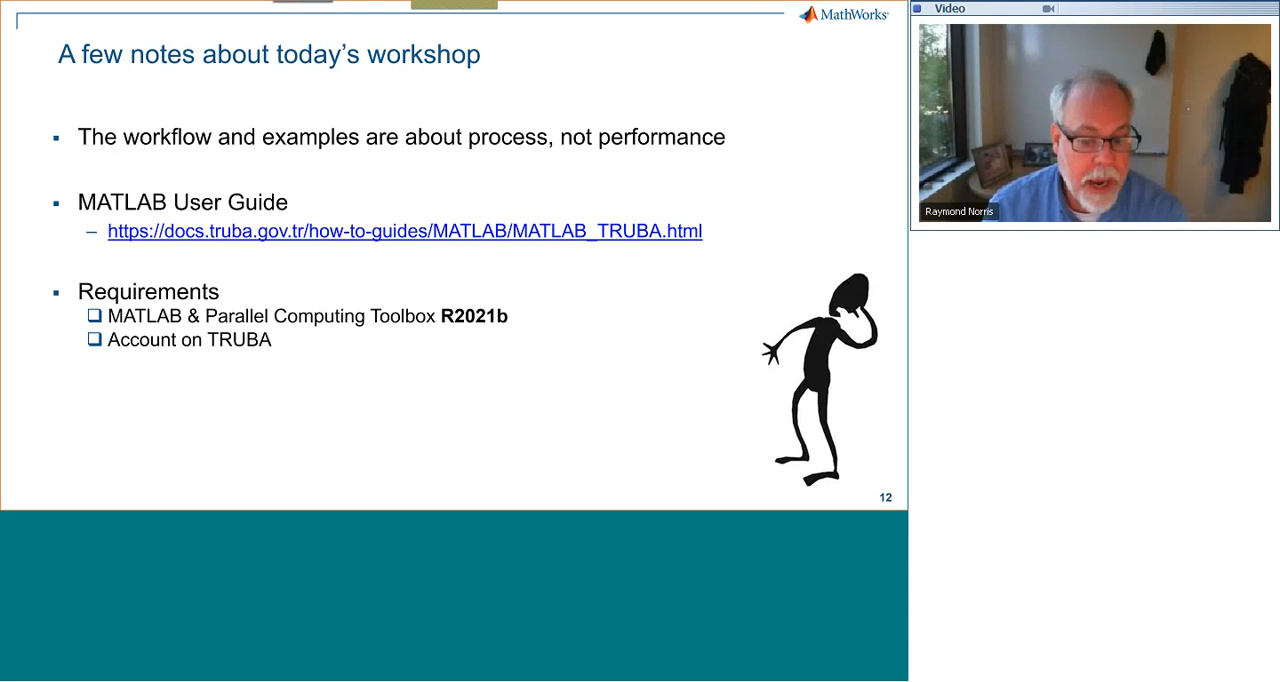 MathWorks
A few notes about today's workshop
▪ The workflow and examples are about process, not performance
▪ MATLAB User Guide
– https://docs.truba.gov.tr/how-to-guides/MATLAB/MATLAB_TRUBA.html
▪ Requirements
❑ MATLAB & Parallel Computing Toolbox R2021b
❑ Account on TRUBA
12
Video
Raymond Norris